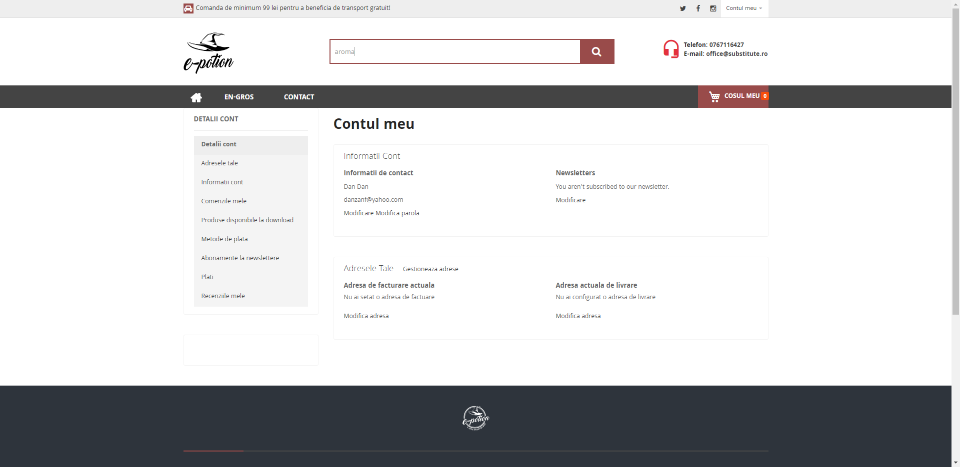 Comanda de minimum 99 lei pentru a beneficia de transport gratuit!
Contul meu
e-potion
aroma
Telefon: 0767116427
E-mail: office@substitute.ro
EN-GROS
CONTACT
COSUL MEU 0
DETALII CONT
Detalii cont
Adresele tale
Informatii cont
Comenzile mele
Produse disponibile la download
Metode de plata
Abonamente la newslettere
Plati
Recenziile mele
Contul meu
Informatii Cont
Informatii de contact
Dan Dan
danzanf@yahoo.com
Modificare Modifica parola
Newsletters
You aren't subscribed to our newsletter.
Modificare
Adresele Tale
Gestioneaza adrese
Adresa de facturare actuala
Nu ai setat o adresa de factuare
Modifica adresa
Adresa actuala de livrare
Nu ai configurat o adresa de livrare
Modifica adresa
e-potion